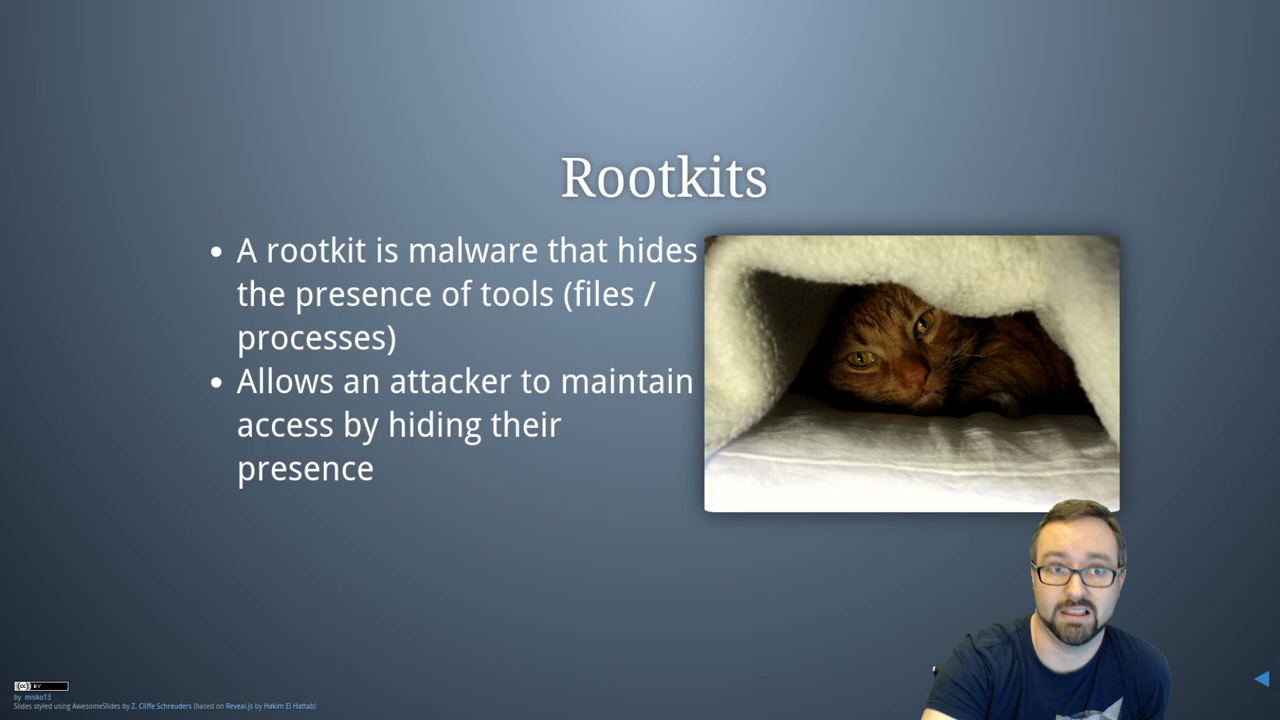 Rootkits
• A rootkit is malware that hides
the presence of tools (files /
processes)
• Allows an attacker to maintain
access by hiding their
presence
cc BY
by misko13
Slides styled using AwesomeSlides by Z. Cliffe Schreuders (based on Reveal.js by Hakim El Hattab)